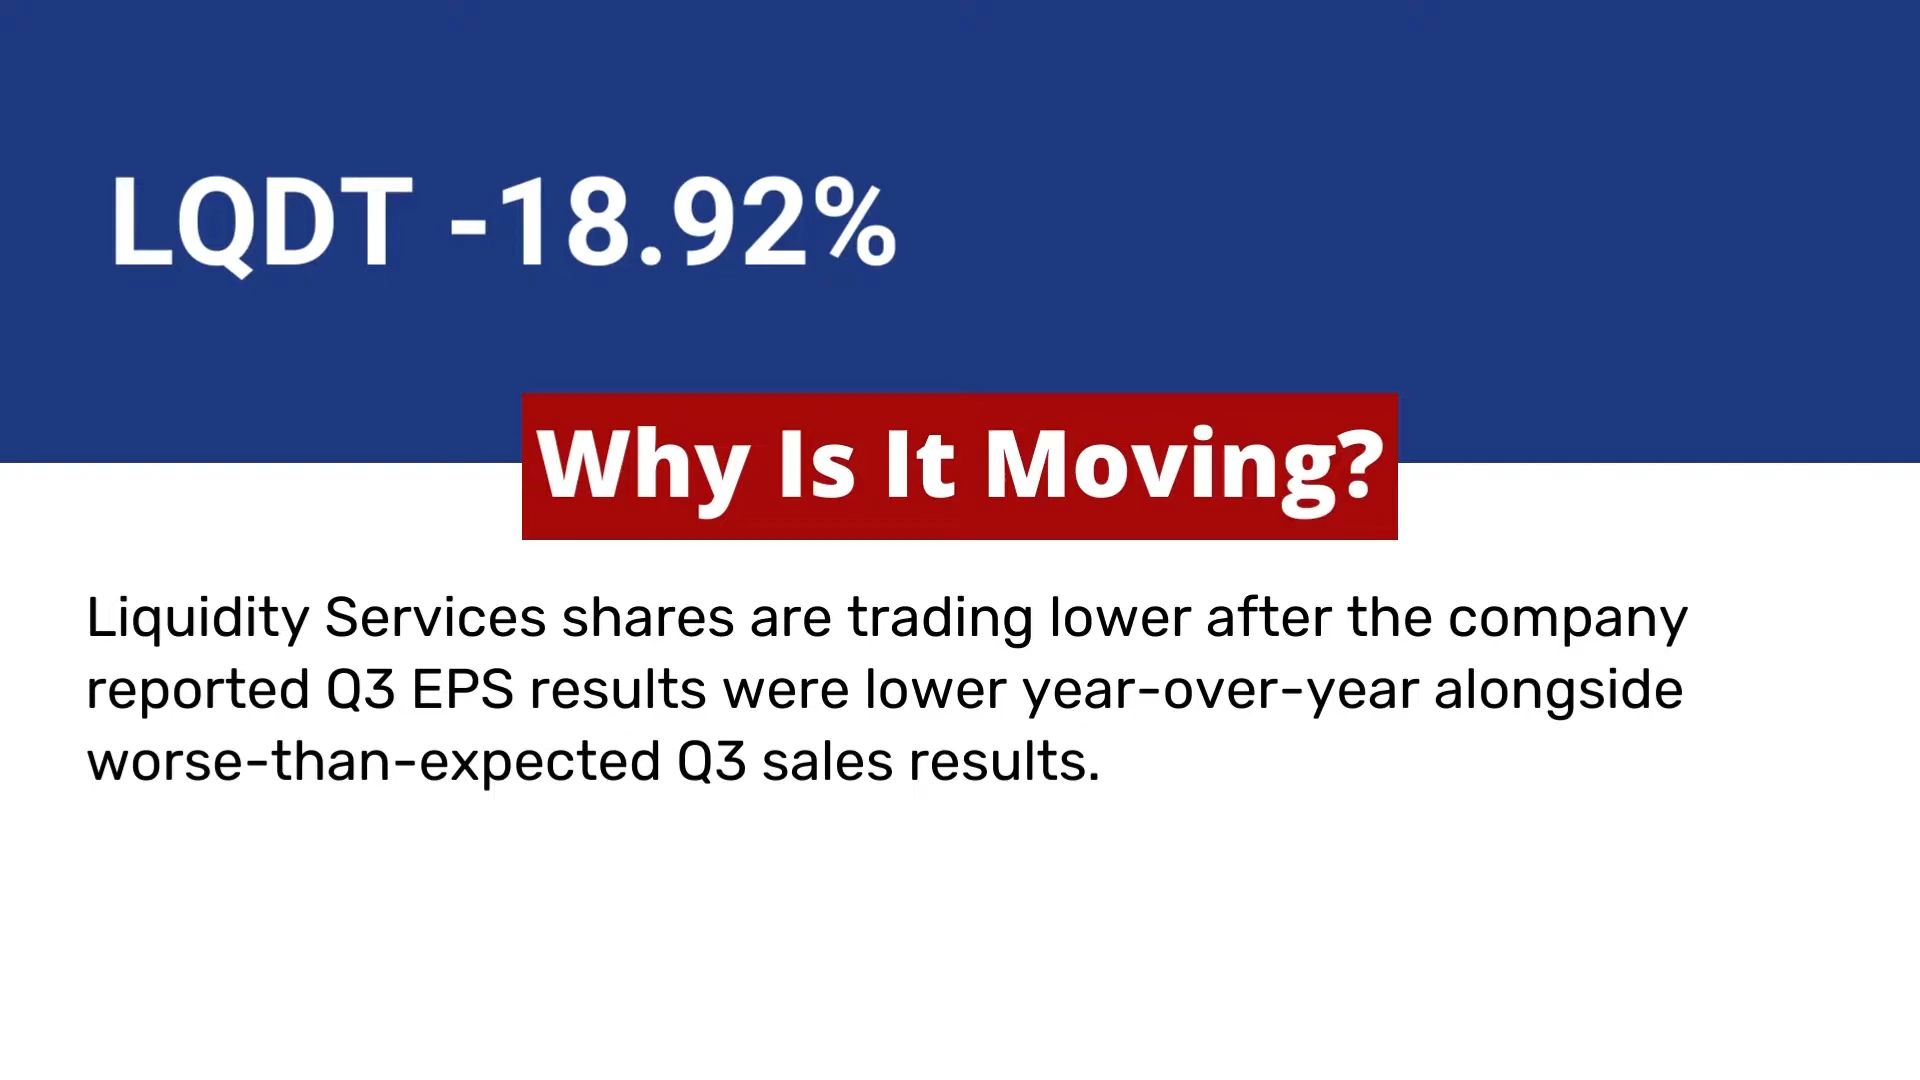 LQDT -18.92%
Why Is It Moving?
Liquidity Services shares are trading lower after the company
reported Q3 EPS results were lower year-over-year alongside
worse-than-expected Q3 sales results.